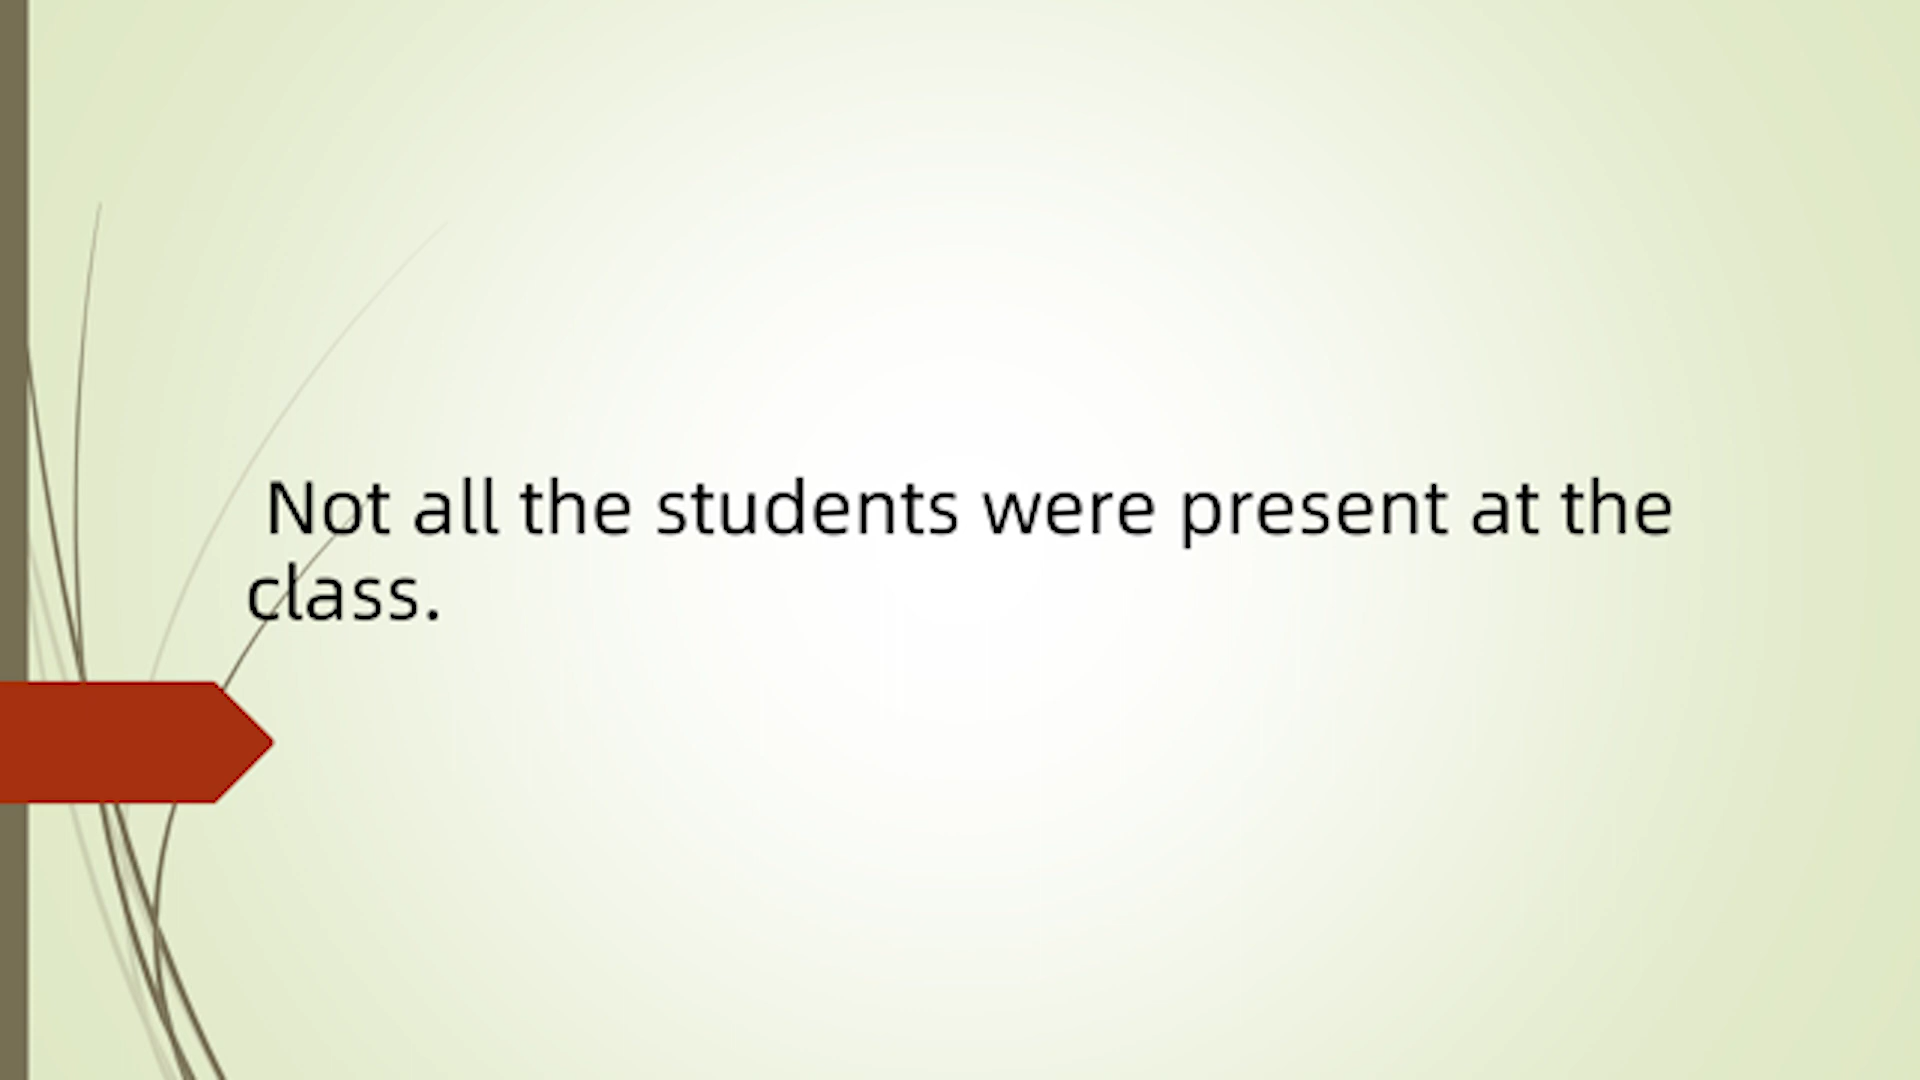 Not all the students were present at the
class.